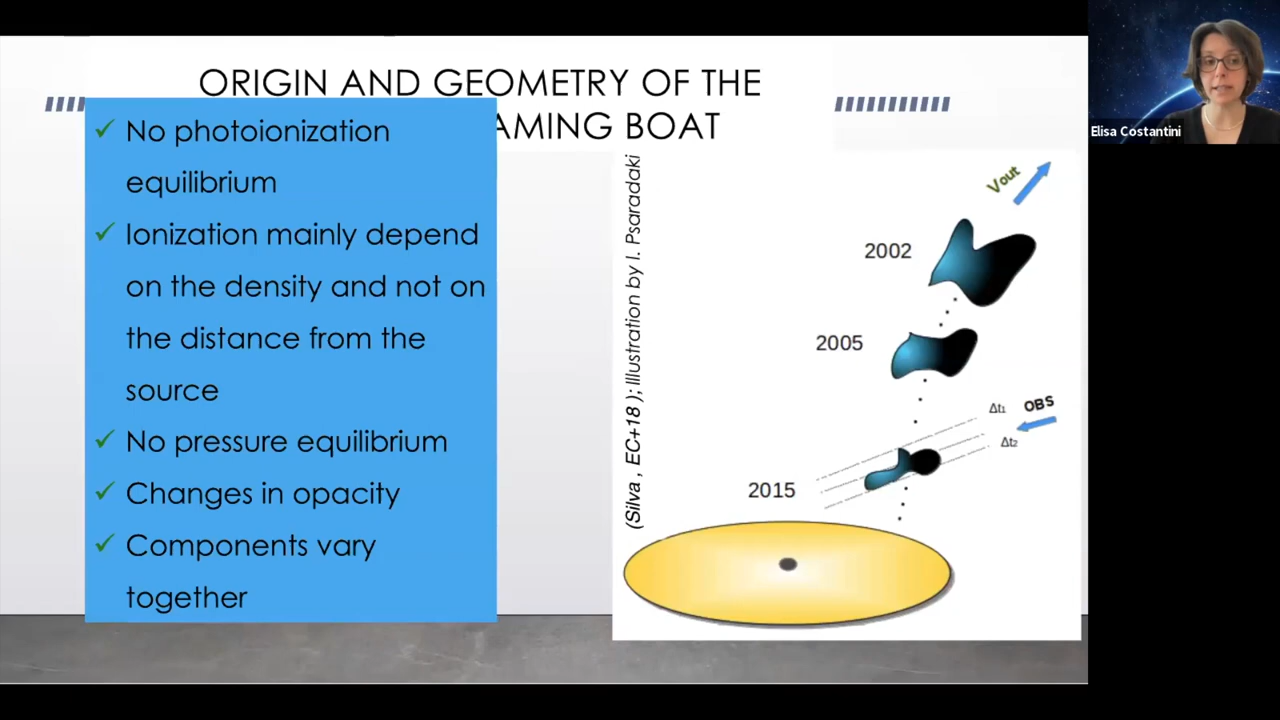 ORIGIN AND GEOMETRY OF THE
AMING BOAT
✓ No photoionization
equilibrium
✓ Ionization mainly depend
on the density and not on
the distance from the
source
✓ No pressure equilibrium
✓ Changes in opacity
✓ Components vary
together
(Silva , EC+18 ); Illustration by I. Psaradaki
Vout
2002
2005
Δt₁
OBS
Δt₂
2015
Elisa Costantini